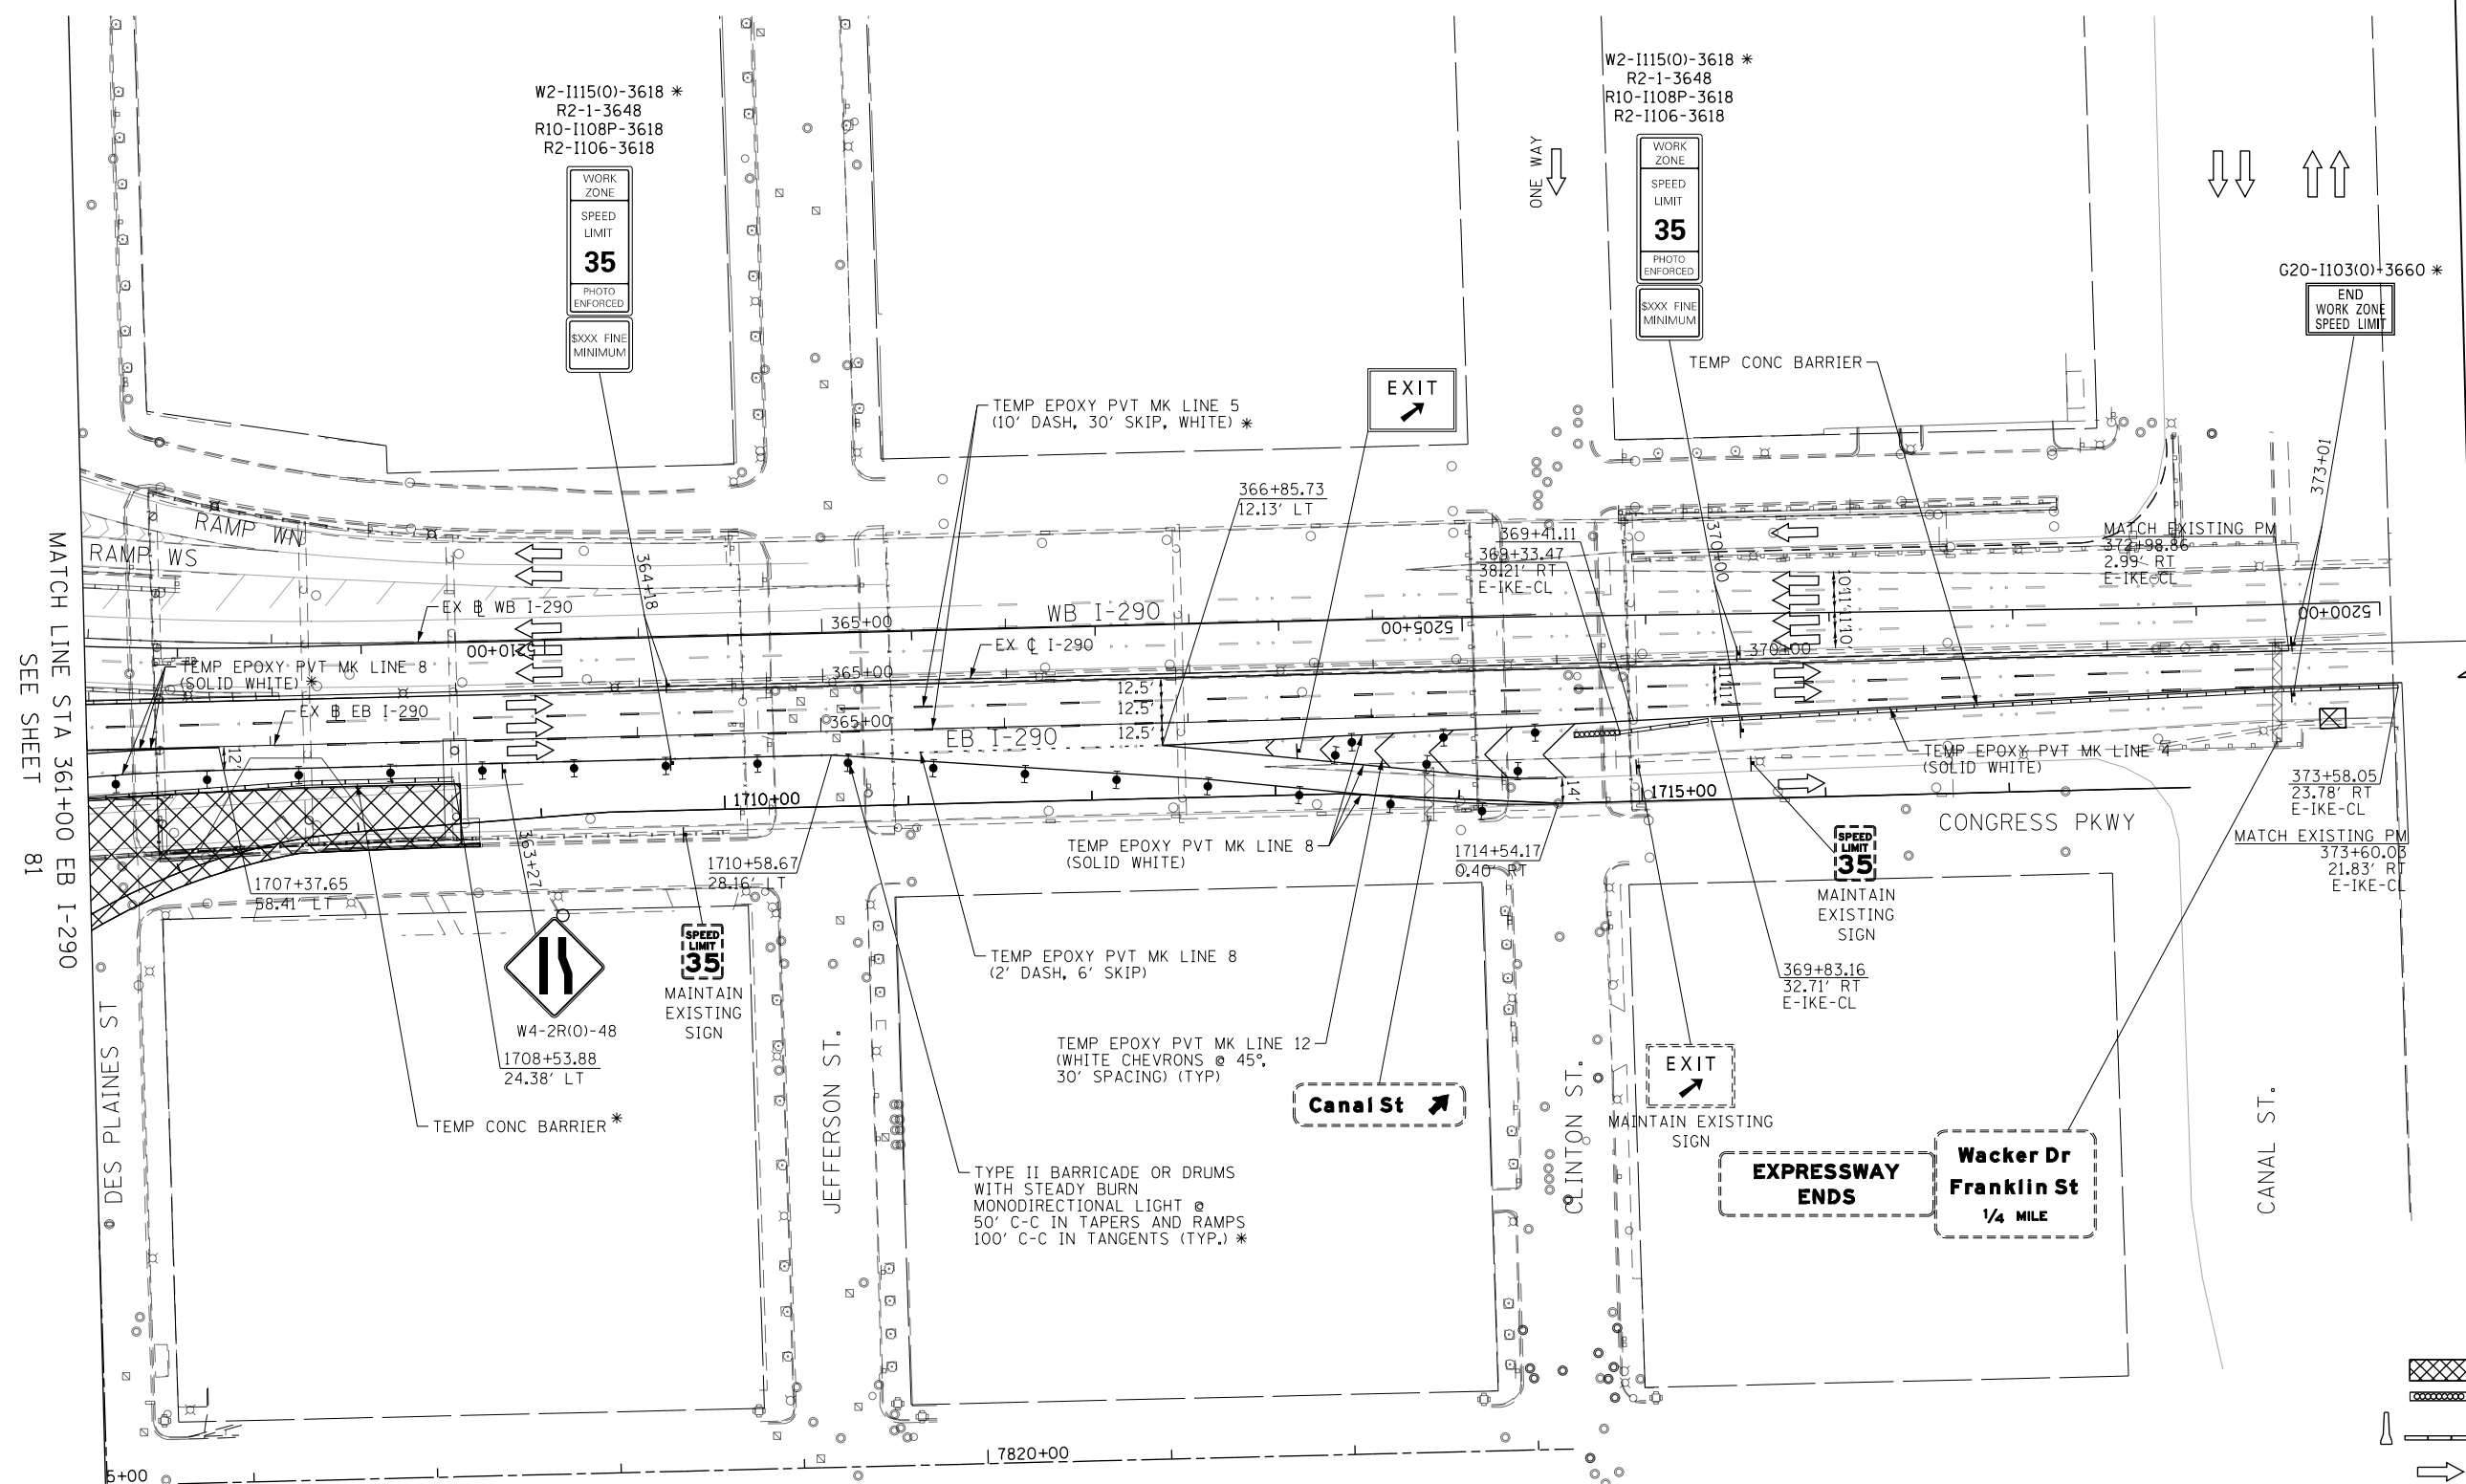 W2-I115(O)-3618 *
R2-1-3648
R10-I108P-3618
R2-I106-3618
WORK
ZONE
SPEED
LIMIT
35
PHOTO
ENFORCED
$XXX FINE
MINIMUM
W2-I115(O)-3618 *
R2-1-3648
R10-I108P-3618
R2-I106-3618
WORK
ZONE
SPEED
LIMIT
35
PHOTO
ENFORCED
$XXX FINE
MINIMUM
ONE WAY
G20-I103(O)-3660 *
END
WORK ZONE
SPEED LIMIT
TEMP CONC BARRIER
EXIT
TEMP EPOXY PVT MK LINE 5
(10' DASH, 30' SKIP, WHITE) *
366+85.73
12.13' LT
373+01
RAMP WN
RAMP WS
364+18
369+41.11
369+33.47
38.21' RT
E-IKE-CL
370+00
MATCH EXISTING PM
372+98.86
2.99' RT
E-IKE-CL
10'
11'
11'
10'
EX B WB I-290
WB I-290
365+00
5210+00
5205+00
5200+00
EX C I-290
365+00
370+00
TEMP EPOXY PVT MK LINE 8
(SOLID WHITE) *
EX B EB I-290
365+00
EB I-290
12.5'
12.5'
12.5'
11'
11'
12'
14'
TEMP EPOXY PVT MK LINE 4
(SOLID WHITE)
1710+00
1715+00
CONGRESS PKWY
373+58.05
23.78' RT
E-IKE-CL
MATCH EXISTING PM
373+60.03
21.83' RT
E-IKE-CL
MATCH LINE STA 361+00 EB I-290
SEE SHEET 81
1707+37.65
58.41' LT
363+27
1710+58.67
28.16' LT
TEMP EPOXY PVT MK LINE 8
(SOLID WHITE)
1714+54.17
0.40' RT
SPEED
LIMIT
35
MAINTAIN
EXISTING
SIGN
SPEED
LIMIT
35
MAINTAIN
EXISTING
SIGN
W4-2R(O)-48
1708+53.88
24.38' LT
TEMP EPOXY PVT MK LINE 8
(2' DASH, 6' SKIP)
369+83.16
32.71' RT
E-IKE-CL
TEMP EPOXY PVT MK LINE 12
(WHITE CHEVRONS @ 45°,
30' SPACING) (TYP)
TEMP CONC BARRIER *
Canal St
EXIT
MAINTAIN EXISTING
SIGN
TYPE II BARRICADE OR DRUMS
WITH STEADY BURN
MONODIRECTIONAL LIGHT @
50' C-C IN TAPERS AND RAMPS
100' C-C IN TANGENTS (TYP.) *
EXPRESSWAY
ENDS
Wacker Dr
Franklin St
1/4 MILE
DES PLAINES ST
JEFFERSON ST.
CLINTON ST.
CANAL ST.
5+00
7820+00